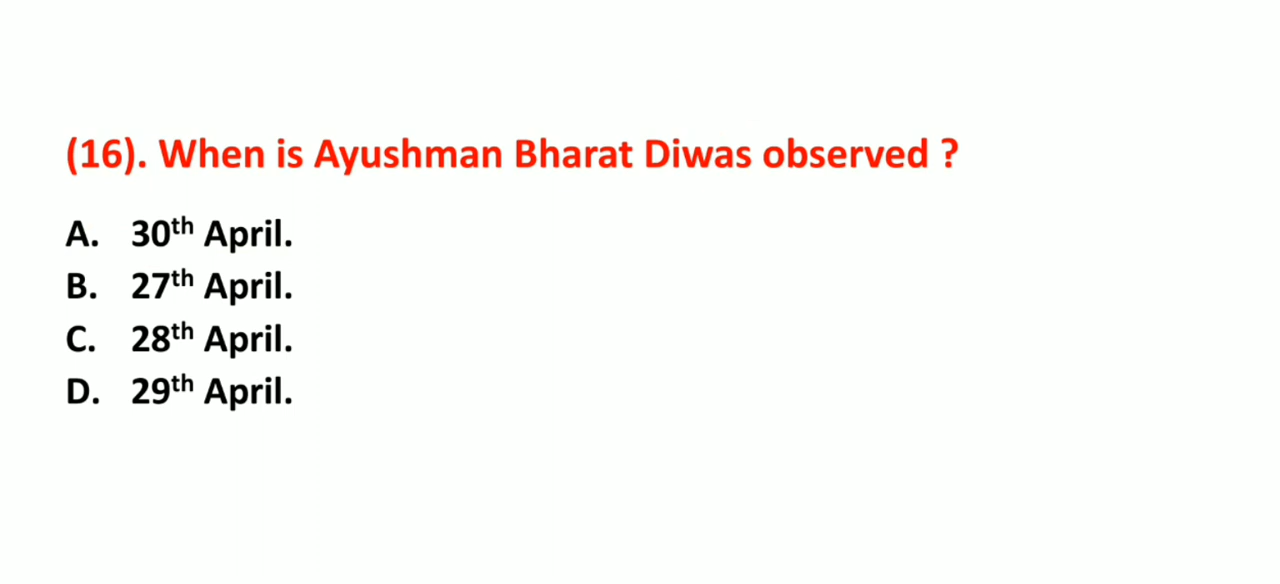 (16). When is Ayushman Bharat Diwas observed ?
A. 30th April.
B. 27th April.
C. 28th April.
D. 29th April.